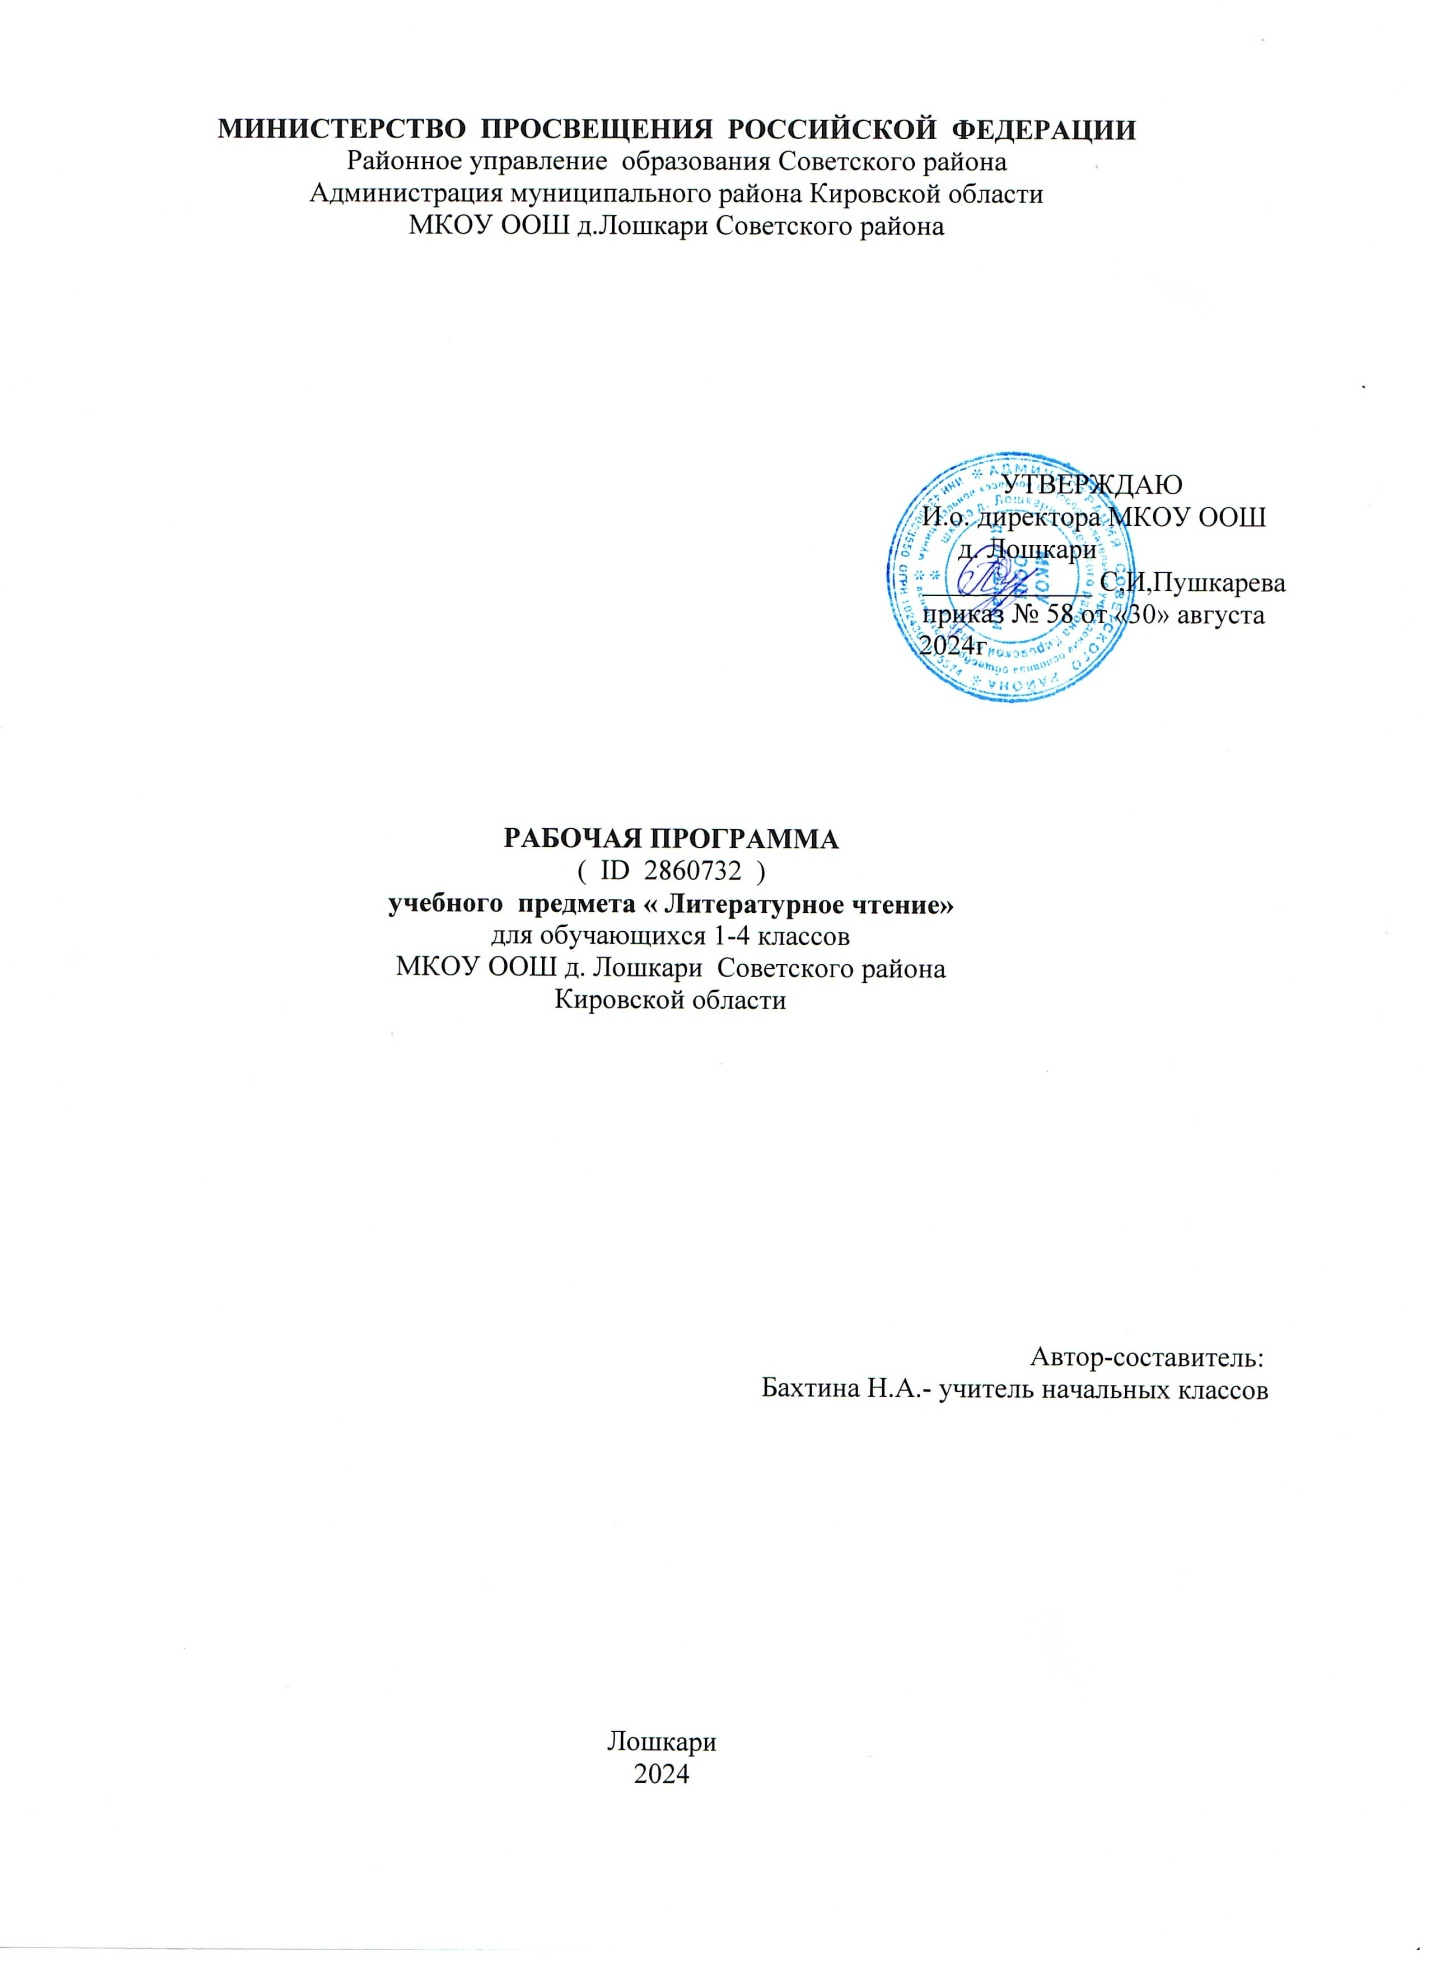 МИНИСТЕРСТВО ПРОСВЕЩЕНИЯ РОССИЙСКОЙ ФЕДЕРАЦИИ
Районное управление образования Советского района
Администрация муниципального района Кировской области
МКОУ ООШ д.Лошкари Советского района
УТВЕРЖДАЮ
И.о. директора МКОУ ООШ
д. Лошкари
_____________ С,И,Пушкарева
приказ № 58 от «30» августа
2024г
РАБОЧАЯ ПРОГРАММА
( ID 2860732 )
учебного предмета « Литературное чтение»
для обучающихся 1-4 классов
МКОУ ООШ д. Лошкари Советского района
Кировской области
Автор-составитель:
Бахтина Н.А.- учитель начальных классов
Лошкари
2024